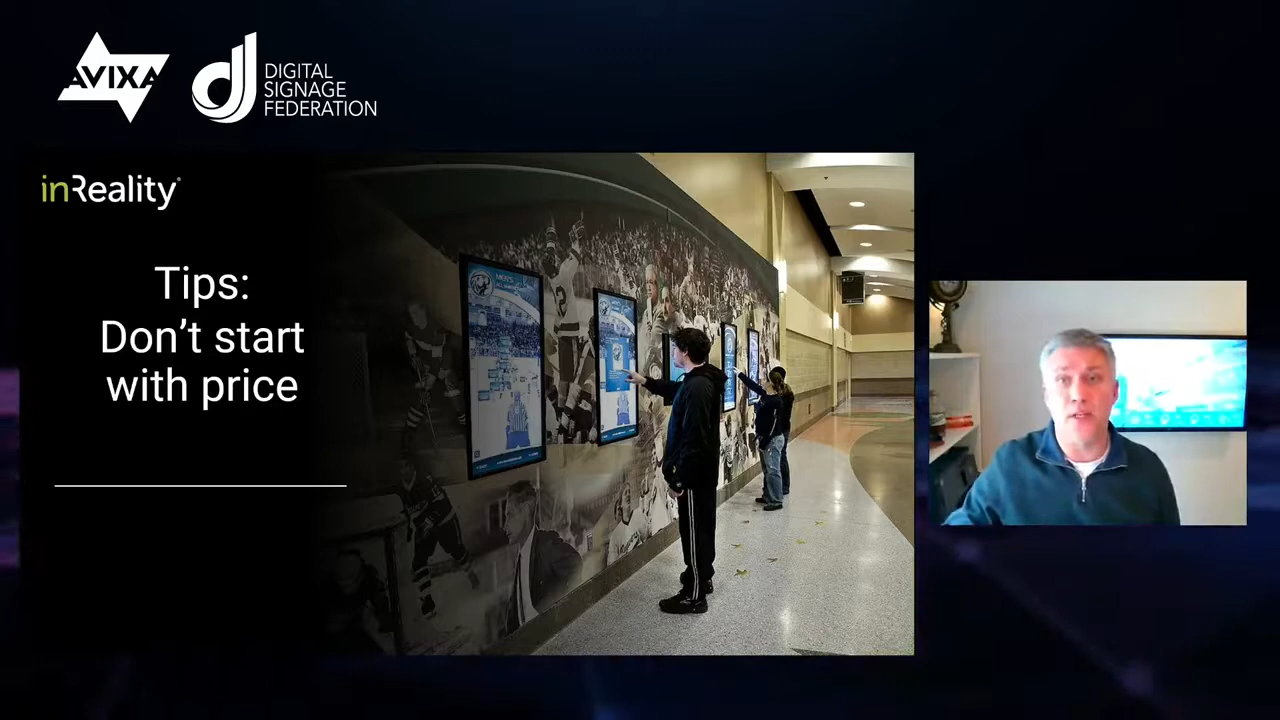 AVIXA
DIGITAL
SIGNAGE
FEDERATION
inReality
Tips:
Don’t start
with price